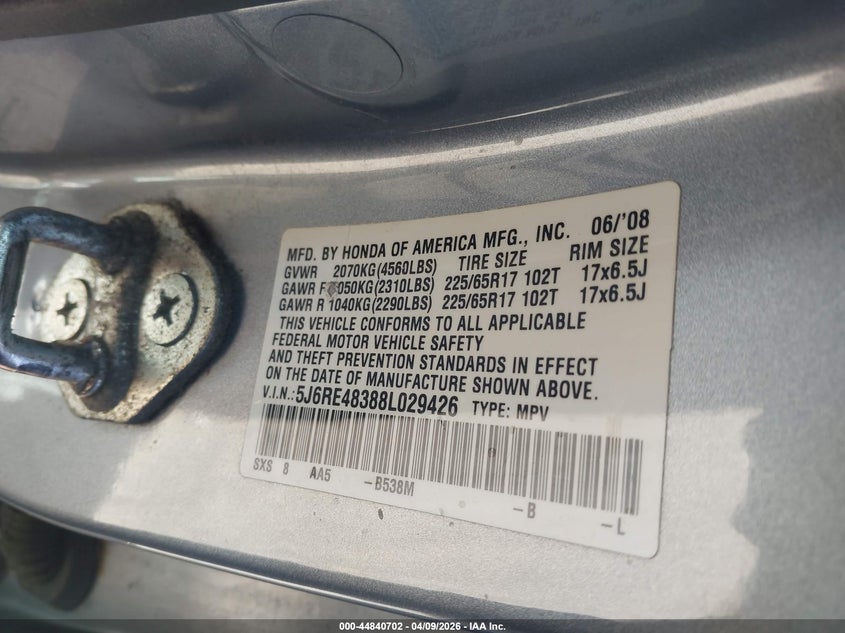 MFD. BY HONDA OF AMERICA MFG., INC. 06/'08
GVWR 2070KG(4560LBS) TIRE SIZE RIM SIZE
GAWR F 1050KG(2310LBS) 225/65R17 102T 17x6.5J
GAWR R 1040KG(2290LBS) 225/65R17 102T 17x6.5J
THIS VEHICLE CONFORMS TO ALL APPLICABLE
FEDERAL MOTOR VEHICLE SAFETY
AND THEFT PREVENTION STANDARDS IN EFFECT
ON THE DATE OF MANUFACTURE SHOWN ABOVE.
V.I.N.: 5J6RE48388L029426 TYPE: MPV
SXS 8 AA5 -B538M -B -L
000-44840702 / 04/09/2026 - IAA Inc.